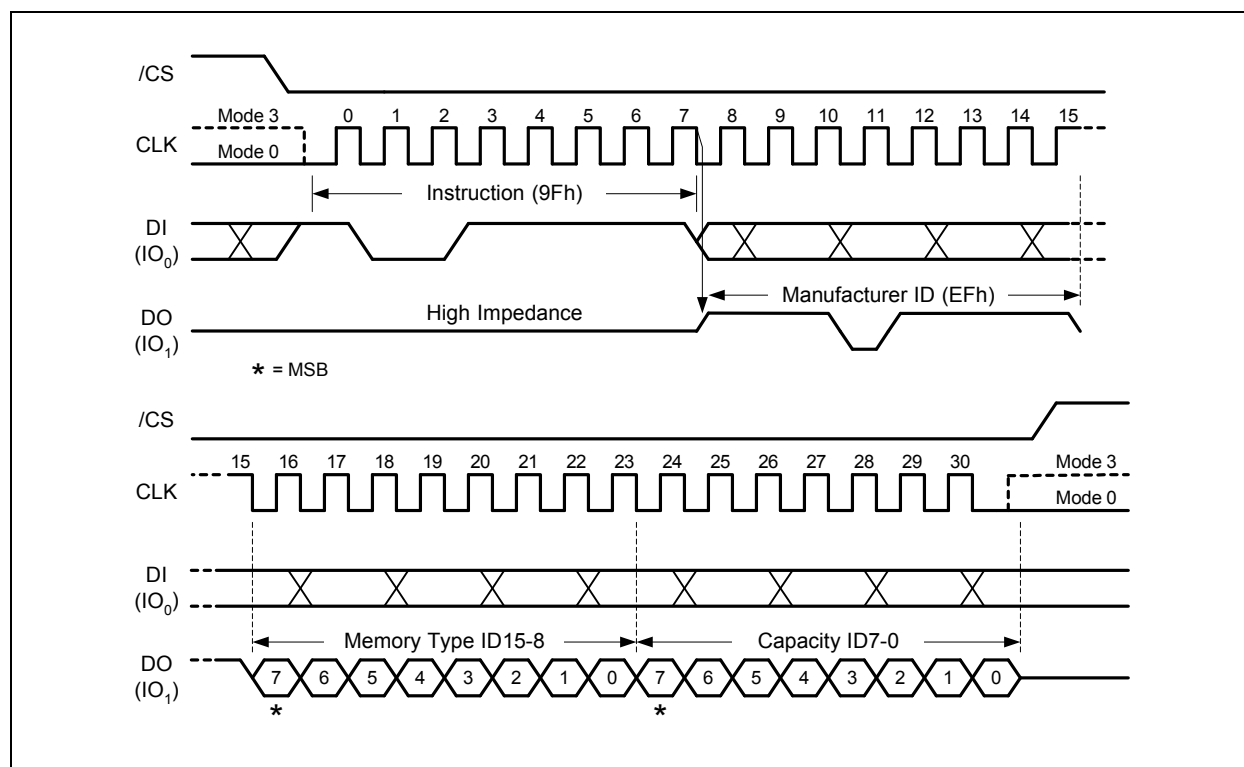 /CS
Mode 3 0 1 2 3 4 5 6 7 8 9 10 11 12 13 14 15
CLK
Mode 0
Instruction (9Fh)
DI
(IO0)
Manufacturer ID (EFh)
High Impedance
DO
(IO1)
* = MSB
/CS
15 16 17 18 19 20 21 22 23 24 25 26 27 28 29 30 Mode 3
CLK
Mode 0
DI
(IO0)
Memory Type ID15-8 Capacity ID7-0
DO
(IO1)
7 6 5 4 3 2 1 0 7 6 5 4 3 2 1 0
* *